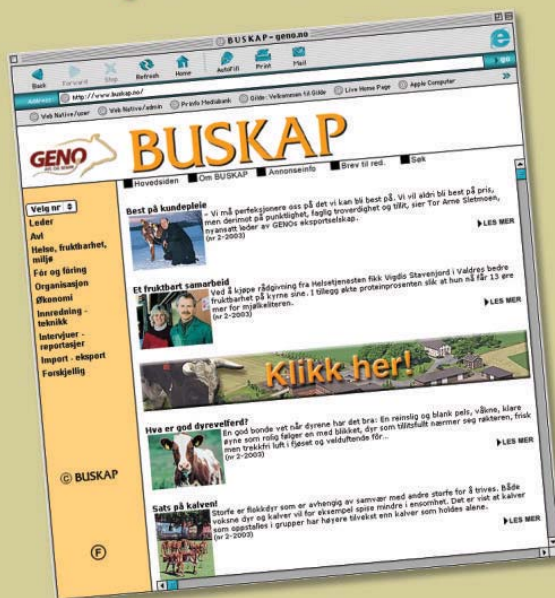 BUSKAP - geno.no
Back
Forward
Stop
Refresh
Home
AutoFill
Print
Mail
Address
http://www.buskap.no/
go
Web Native/user
Web Native/admin
Prinfo Mediabank
Gilde: Velkommen til Gilde
Live Home Page
Apple Computer
GENO
BUSKAP
Hovedsiden
Om BUSKAP
Annonseinfo
Brev til red.
Søk
Velg nr
Leder
Avl
Helse, fruktbarhet,
miljø
Fôr og fôring
Organisasjon
Økonomi
Innredning -
teknikk
Intervjuer -
reportasjer
Import - eksport
Forskjellig
© BUSKAP
F
Best på kundepleie
- Vi må perfeksjonere oss på det vi kan bli best på. Vi vil aldri bli best på pris,
men derimot på punktlighet, faglig troverdighet og tillit, sier Tor Arne Sletmoen,
nyansatt leder av GENOs eksportselskap.
(nr 2-2003)
LES MER
Et fruktbart samarbeid
Ved å kjøpe rådgivning fra Helsetjenesten fikk Vigdis Stavenjord i Valdres bedre
fruktbarhet på kyrne sine. I tillegg økte proteinprosenten slik at hun nå får 13 øre
mer for mjølkeliteren.
(nr 2-2003)
LES MER
Klikk her!
Hva er god dyrevelferd?
En god bonde vet når dyrene har det bra: En reinslig og blank pels, våkne, klare
øyne som rolig følger en med blikket, dyr som tillitsfullt nærmer seg røkteren, frisk
men trekkfri luft i fjøset og velduftende fôr...
(nr 2-2003)
LES MER
Sats på kalven!
Storfe er flokkdyr som er avhengig av samvær med andre storfe for å trives. Både
voksne dyr og kalver vil for eksempel spise mindre i ensomhet. Det er vist at kalver
som oppstalles i grupper har høyere tilvekst enn kalver som holdes alene.
(nr 2-2003)
LES MER